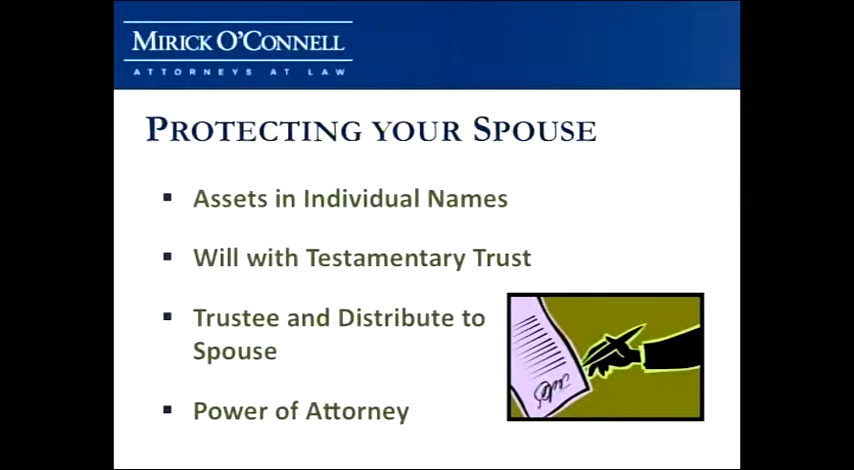 MIRICK O'CONNELL
ATTORNEYS AT LAW
PROTECTING YOUR SPOUSE
Assets in Individual Names
Will with Testamentary Trust
Trustee and Distribute to
Spouse
Power of Attorney